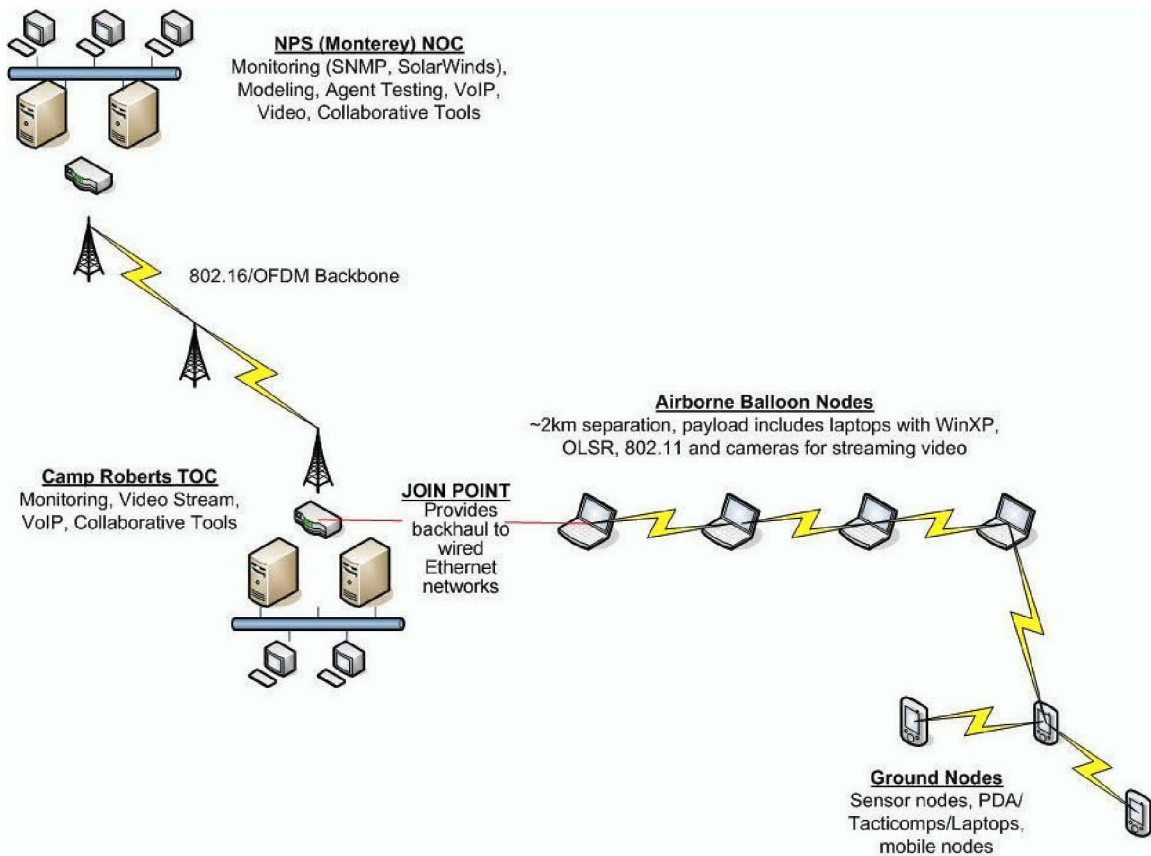 NPS (Monterey) NOC
Monitoring (SNMP, SolarWinds),
Modeling, Agent Testing, VoIP,
Video, Collaborative Tools
802.16/OFDM Backbone
Airborne Balloon Nodes
~2km separation, payload includes laptops with WinXP,
OLSR, 802.11 and cameras for streaming video
Camp Roberts TOC
Monitoring, Video Stream,
VoIP, Collaborative Tools
JOIN POINT
Provides
backhaul to
wired
Ethernet
networks
Ground Nodes
Sensor nodes, PDA/
Tacticomps/Laptops,
mobile nodes